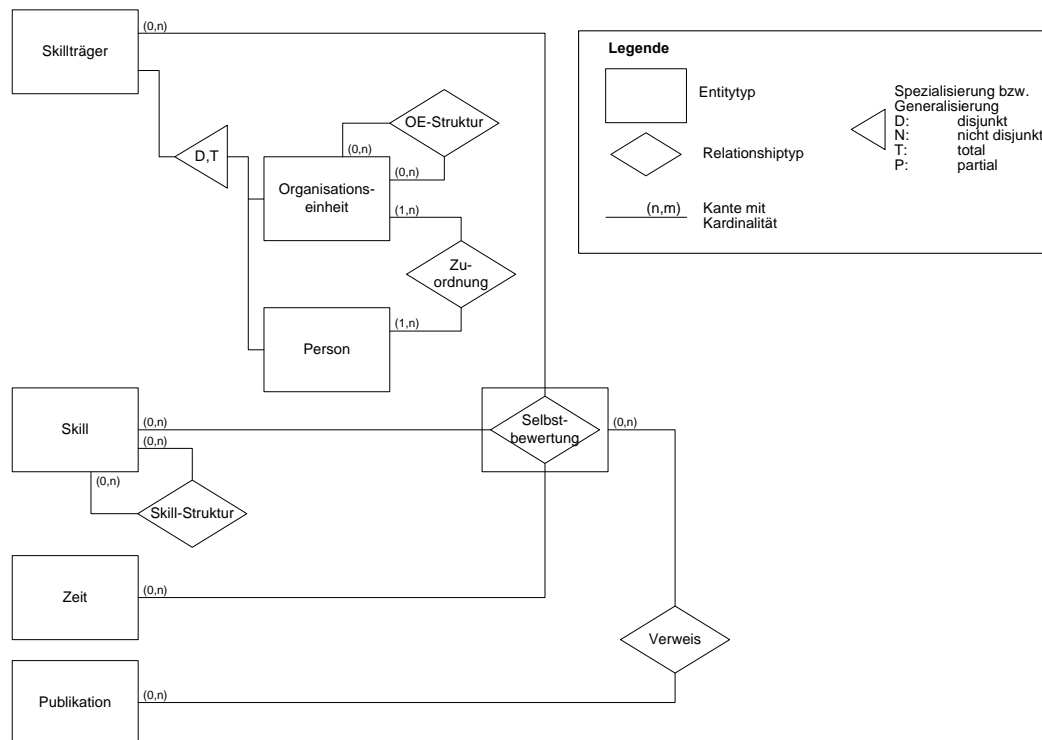 (0,n)
Skillträger
D,T
OE-Struktur
(0,n)
(0,n)
Organisations-
einheit
(1,n)
Zu-
ordnung
(1,n)
Person
Skill
(0,n)
(0,n)
(0,n)
Skill-Struktur
Selbst-
bewertung
(0,n)
Zeit
(0,n)
Verweis
Publikation
(0,n)
Legende
Entitytyp
Relationshiptyp
(n,m)
Kante mit
Kardinalität
Spezialisierung bzw.
Generalisierung
D: disjunkt
N: nicht disjunkt
T: total
P: partial